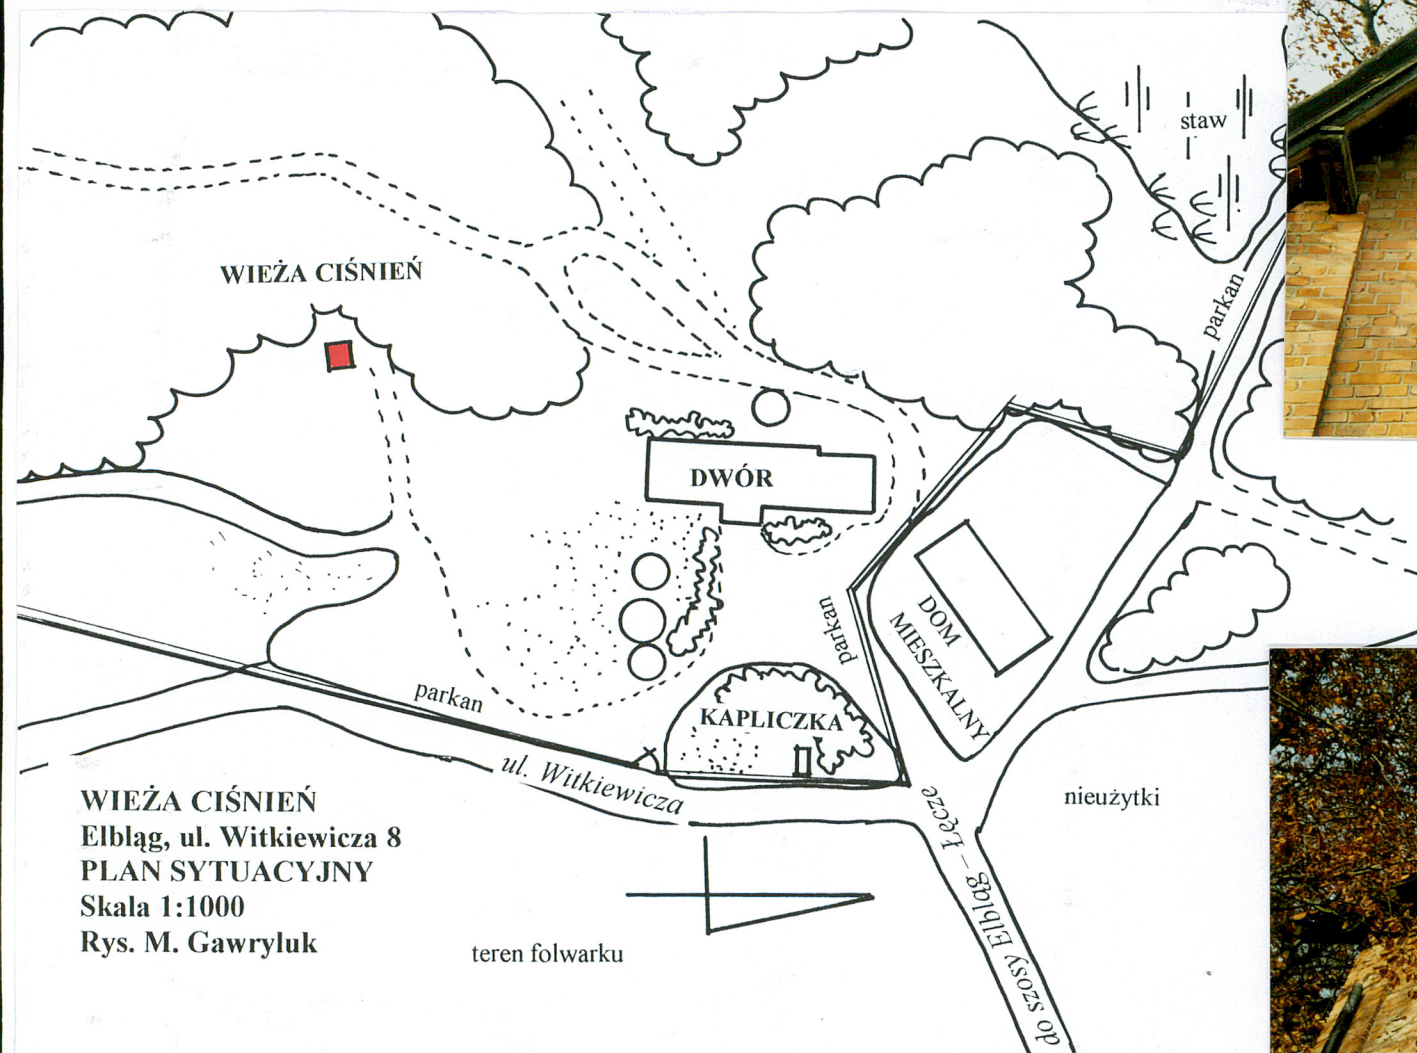 staw
WIEŻA CIŚNIEŃ
parkan
DWÓR
DOM
MIESZKALNY
parkan
parkan
KAPLICZKA
ul. Witkiewicza
nieużytki
do szosy Elbląg – Łęcze
WIEŻA CIŚNIEŃ
Elbląg, ul. Witkiewicza 8
PLAN SYTUACYJNY
Skala 1:1000
Rys. M. Gawryluk
teren folwarku